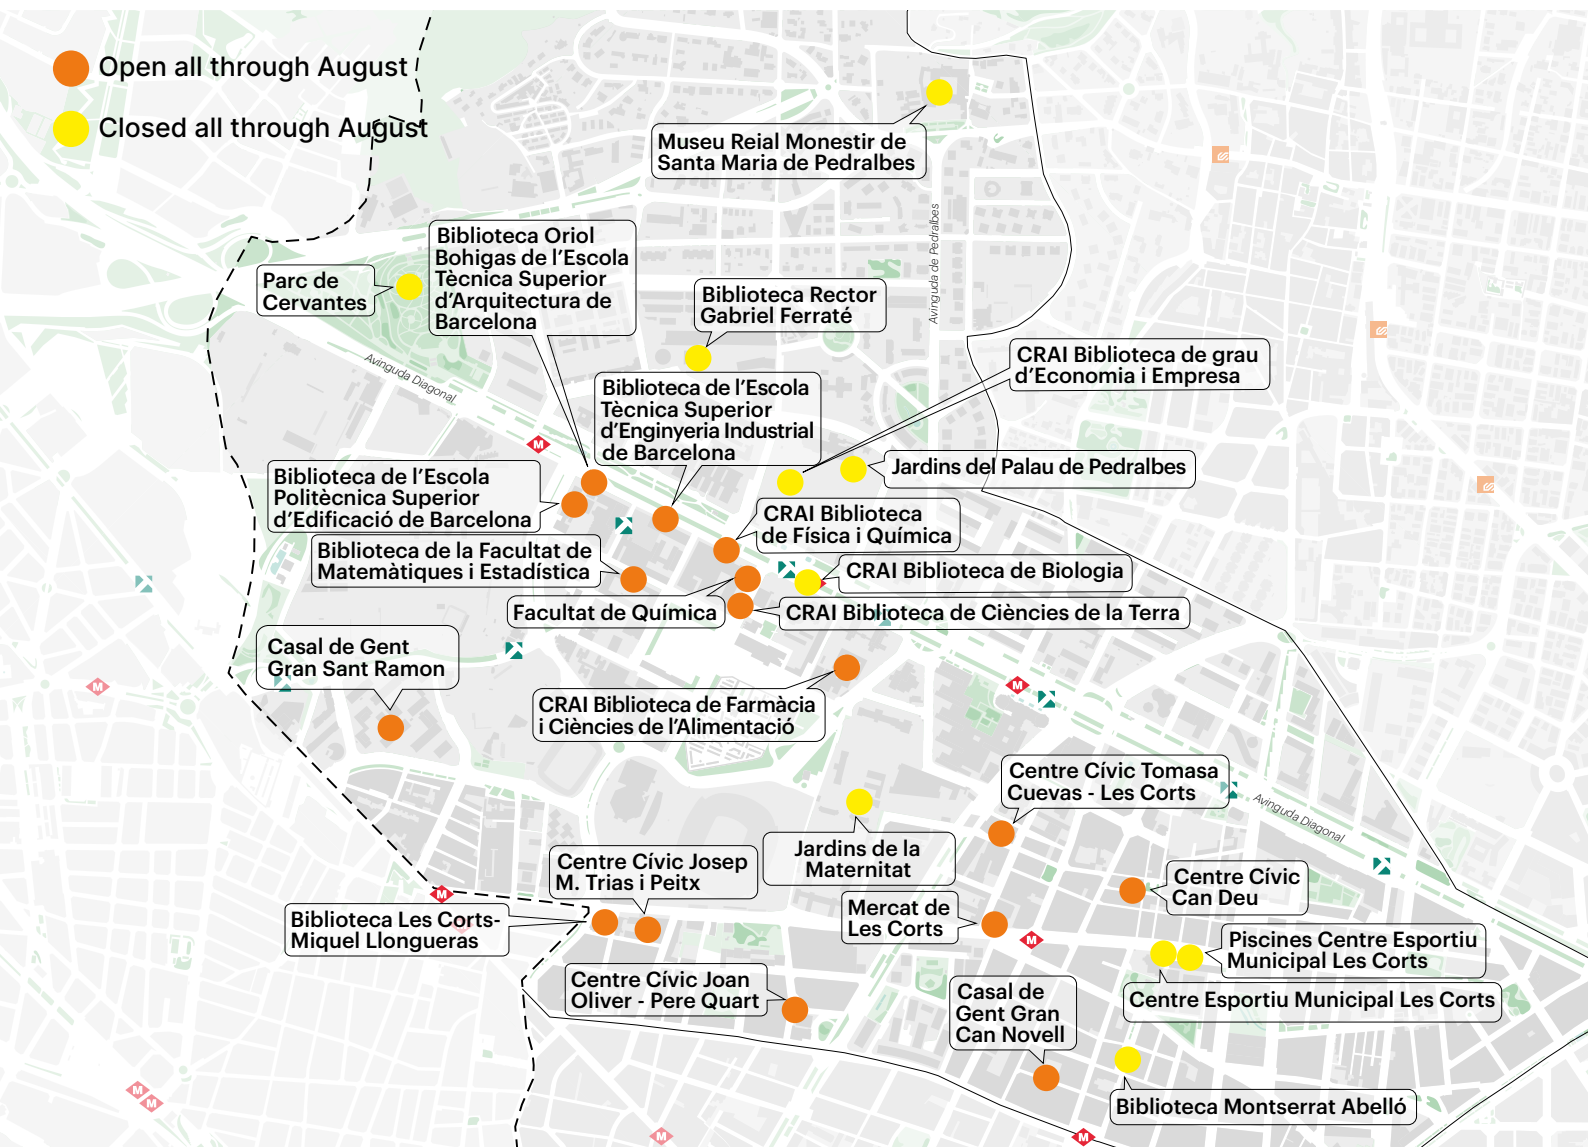 Open all through August
Closed all through August
Museu Reial Monestir de
Santa Maria de Pedralbes
Avinguda de Pedralbes
Biblioteca Oriol
Bohigas de l'Escola
Tècnica Superior
d'Arquitectura de
Barcelona
Parc de
Cervantes
Biblioteca Rector
Gabriel Ferraté
Avinguda Diagonal
CRAI Biblioteca de grau
d'Economia i Empresa
Biblioteca de l'Escola
Tècnica Superior
d'Enginyeria Industrial
de Barcelona
M
Jardins del Palau de Pedralbes
Biblioteca de l'Escola
Politècnica Superior
d'Edificació de Barcelona
CRAI Biblioteca
de Física i Química
Biblioteca de la Facultat de
Matemàtiques i Estadística
CRAI Biblioteca de Biologia
Facultat de Química
CRAI Biblioteca de Ciències de la Terra
Casal de Gent
Gran Sant Ramon
M
M
CRAI Biblioteca de Farmàcia
i Ciències de l'Alimentació
Centre Cívic Tomasa
Cuevas - Les Corts
Avinguda Diagonal
Jardins de la
Maternitat
Centre Cívic Josep
M. Trias i Peitx
Centre Cívic
Can Deu
M
Biblioteca Les Corts-
Miquel Llongueras
Mercat de
Les Corts
M
Piscines Centre Esportiu
Municipal Les Corts
Centre Cívic Joan
Oliver - Pere Quart
Casal de
Gent Gran
Can Novell
Centre Esportiu Municipal Les Corts
M
M
Biblioteca Montserrat Abelló
M
M